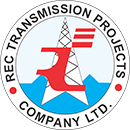 REC TRANSMISSION PROJECTS
COMPANY LTD.